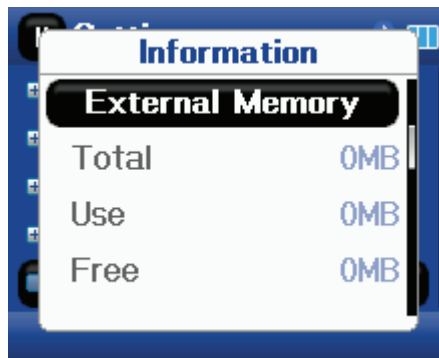 Information
External Memory
Total 0MB
Use 0MB
Free 0MB